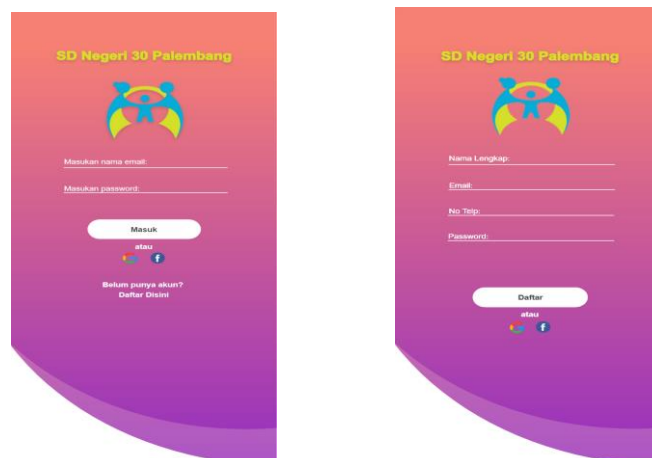 SD Negeri 30 Palembang
Masukan nama email:
Masukan password:
Masuk
atau
Belum punya akun?
Daftar Disini
SD Negeri 30 Palembang
Nama Lengkap:
Email:
No Telp:
Password:
Daftar
atau